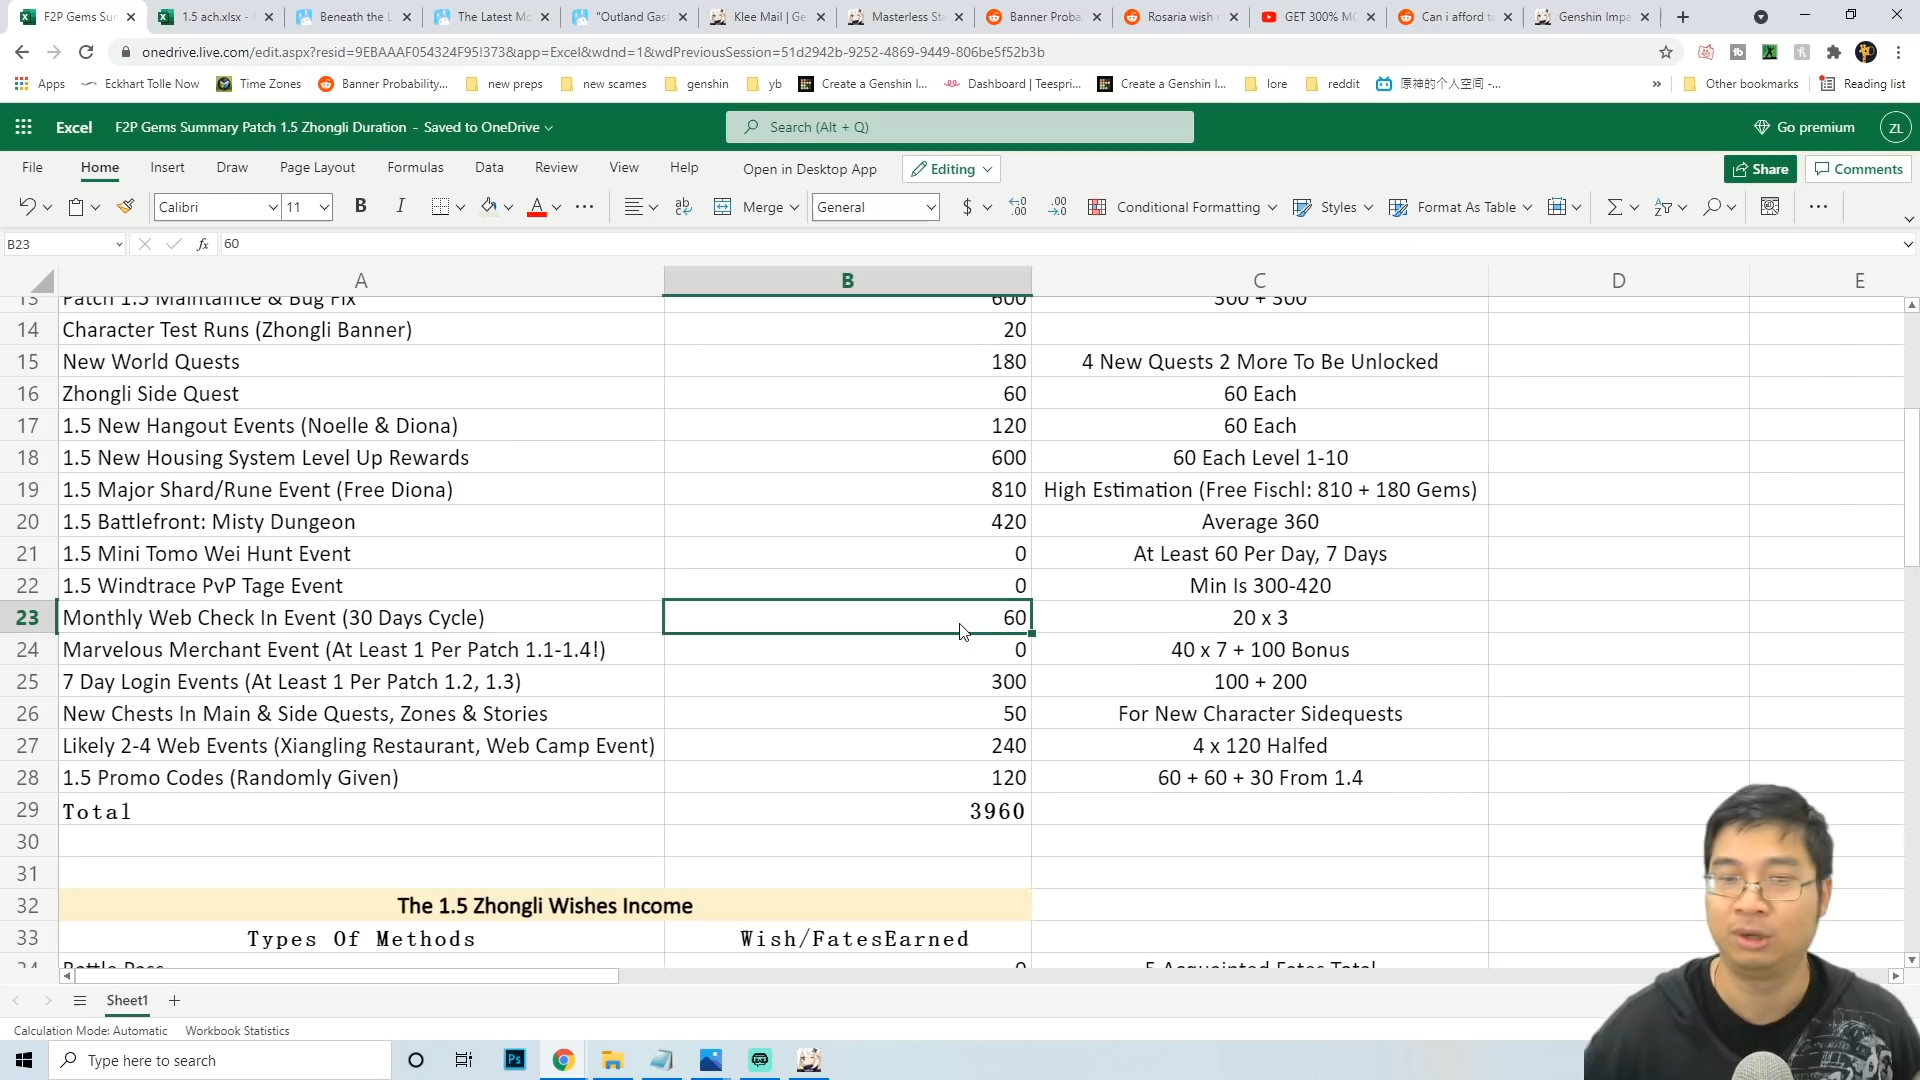 F2P Gems Su
1.5 ach.xlsx -
Beneath the L
The Latest Mo
"Outland Gas
Klee Mail | Ge
Masterless Sta
Banner Proba
Rosaria wish r
GET 300% MO
Can i afford t
Genshin Impa
onedrive.live.com/edit.aspx?resid=9EBAAAF054324F95!373&app=Excel&wdnd=1&wdPreviousSession=51d2942b-9252-4869-9449-806be5f52b3b
Apps
Eckhart Tolle Now
Time Zones
Banner Probability...
new preps
new scames
genshin
yb
Create a Genshin I...
Dashboard | Teespri...
Create a Genshin I...
lore
reddit
原神的个人空间 -...
»
Other bookmarks
Reading list
Excel
F2P Gems Summary Patch 1.5 Zhongli Duration - Saved to OneDrive
Search (Alt + Q)
Go premium
ZL
File Home Insert Draw Page Layout Formulas Data Review View Help Open in Desktop App Editing Share Comments
Calibri 11 B I A Merge General $ Conditional Formatting Styles Format As Table
B23 fx 60
A B C D E
13 Patch 1.5 Maintaince & Bug Fix 600 300 + 300
14 Character Test Runs (Zhongli Banner) 20
15 New World Quests 180 4 New Quests 2 More To Be Unlocked
16 Zhongli Side Quest 60 60 Each
17 1.5 New Hangout Events (Noelle & Diona) 120 60 Each
18 1.5 New Housing System Level Up Rewards 600 60 Each Level 1-10
19 1.5 Major Shard/Rune Event (Free Diona) 810 High Estimation (Free Fischl: 810 + 180 Gems)
20 1.5 Battlefront: Misty Dungeon 420 Average 360
21 1.5 Mini Tomo Wei Hunt Event 0 At Least 60 Per Day, 7 Days
22 1.5 Windtrace PvP Tage Event 0 Min Is 300-420
23 Monthly Web Check In Event (30 Days Cycle) 60 20 x 3
24 Marvelous Merchant Event (At Least 1 Per Patch 1.1-1.4!) 0 40 x 7 + 100 Bonus
25 7 Day Login Events (At Least 1 Per Patch 1.2, 1.3) 300 100 + 200
26 New Chests In Main & Side Quests, Zones & Stories 50 For New Character Sidequests
27 Likely 2-4 Web Events (Xiangling Restaurant, Web Camp Event) 240 4 x 120 Halfed
28 1.5 Promo Codes (Randomly Given) 120 60 + 60 + 30 From 1.4
29 Total 3960
30
31
32 The 1.5 Zhongli Wishes Income
33 Types Of Methods Wish/FatesEarned
34 Battle Pass 0 5 Acquainted Fates Total
Sheet1
Calculation Mode: Automatic Workbook Statistics
Type here to search
Ps